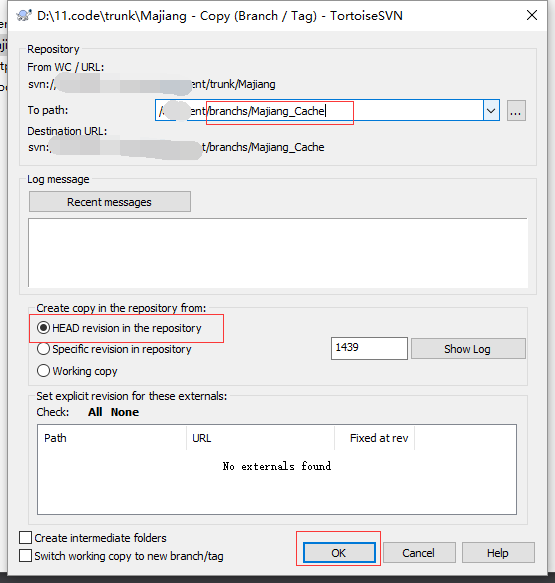 D:\11.code\trunk\Majiang - Copy (Branch / Tag) - TortoiseSVN
Repository
From WC / URL:
svn:/ ent/trunk/Majiang
To path:
/ ent/branchs/Majiang_Cache
...
Destination URL:
svn: t/branchs/Majiang_Cache
Log message
Recent messages
Create copy in the repository from:
HEAD revision in the repository
Specific revision in repository
1439
Show Log
Working copy
Set explicit revision for these externals:
Check: All None
Path URL Fixed at rev
No externals found
Create intermediate folders
Switch working copy to new branch/tag
OK
Cancel
Help